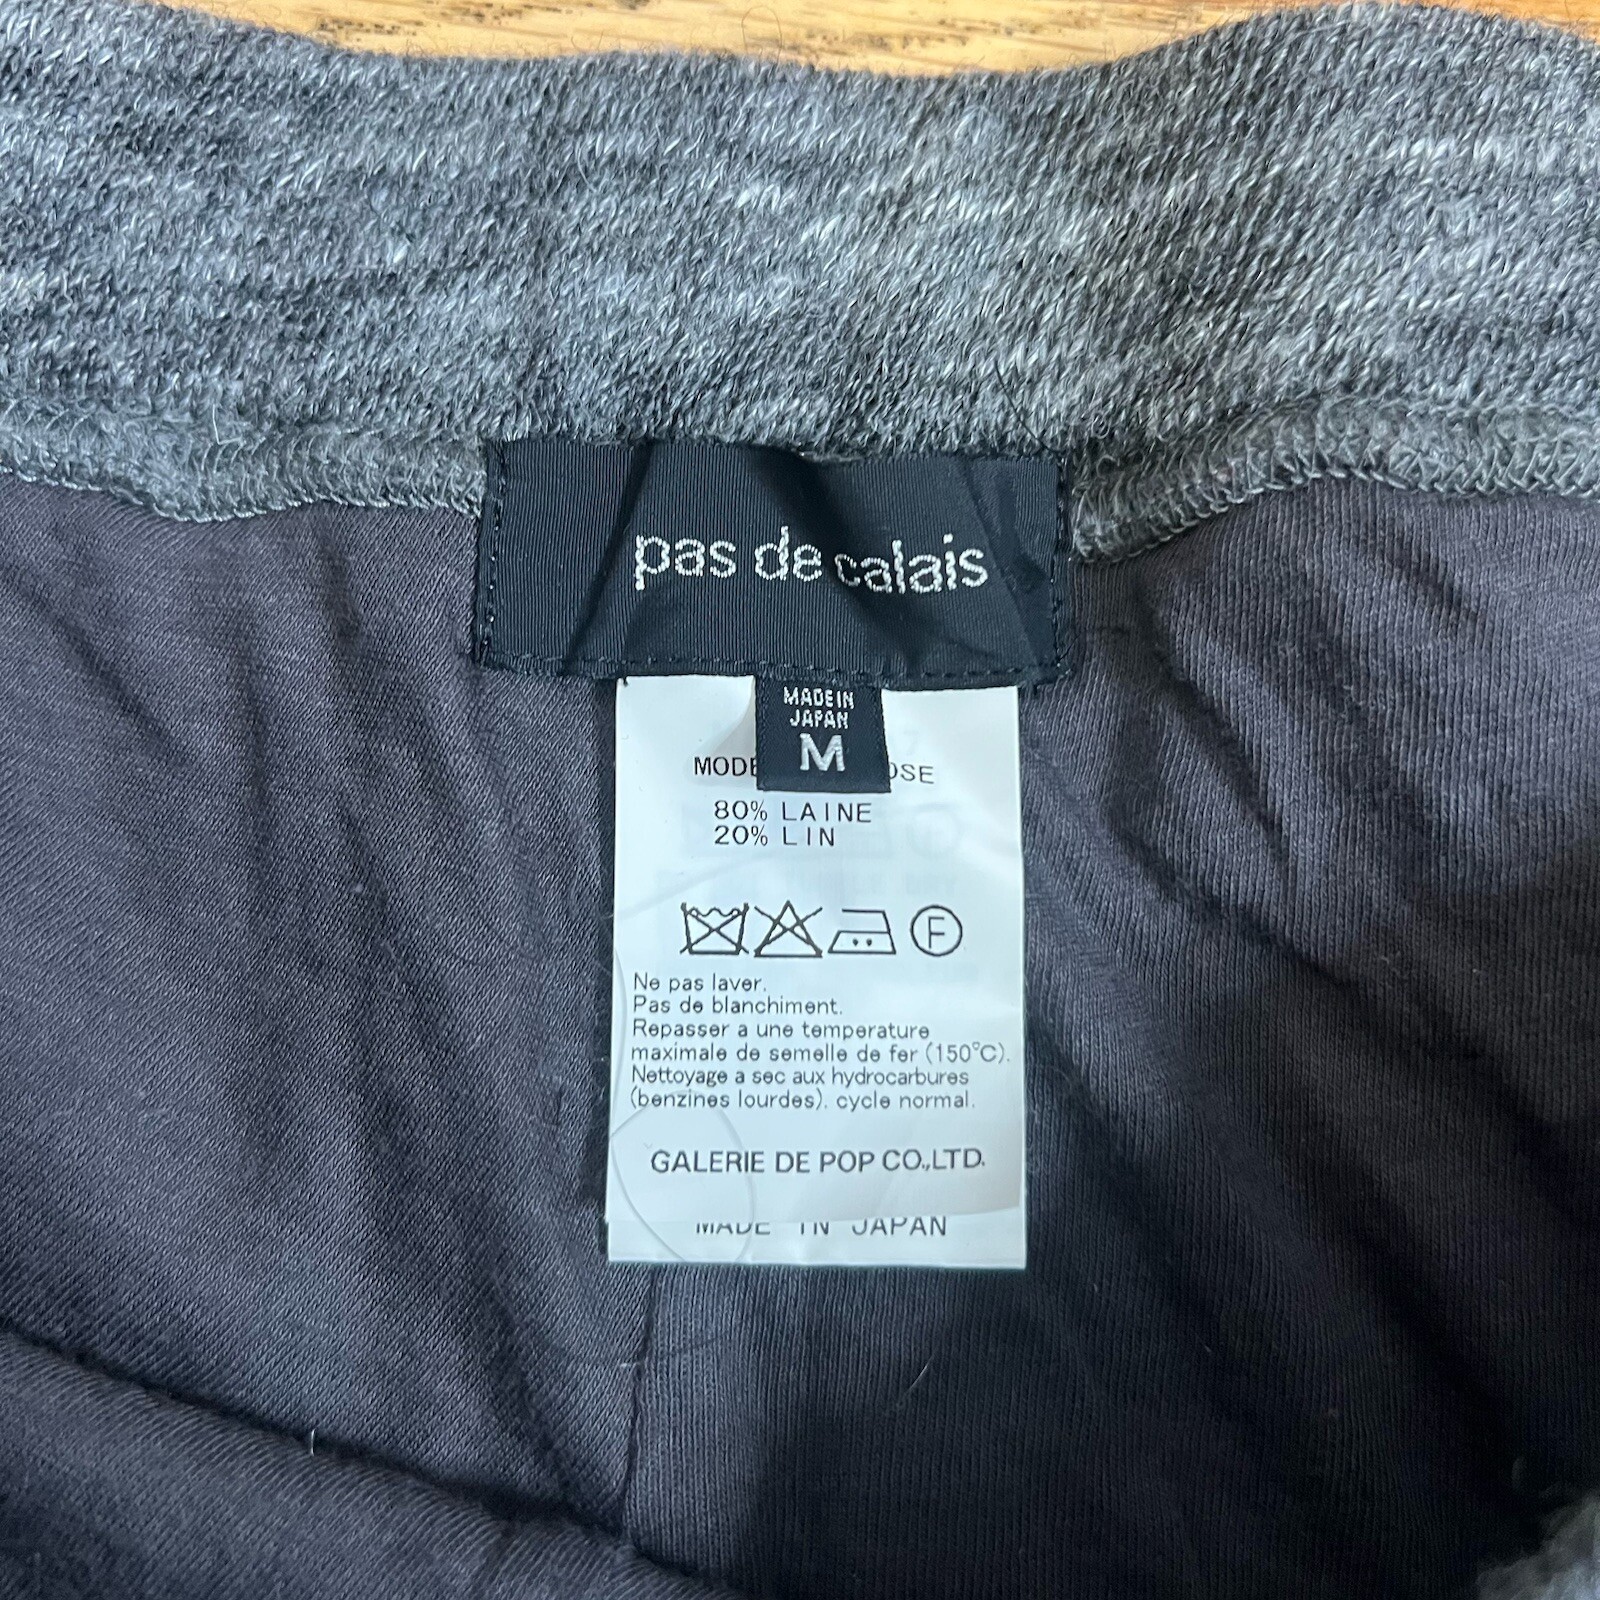 pas de calais
MADE IN
JAPAN
M
80% LAINE
20% LIN
F
Ne pas laver.
Pas de blanchiment.
Repasser a une temperature
maximale de semelle de fer (150°C).
Nettoyage a sec aux hydrocarbures
(benzines lourdes). cycle normal.
GALERIE DE POP CO.,LTD.
MADE IN JAPAN